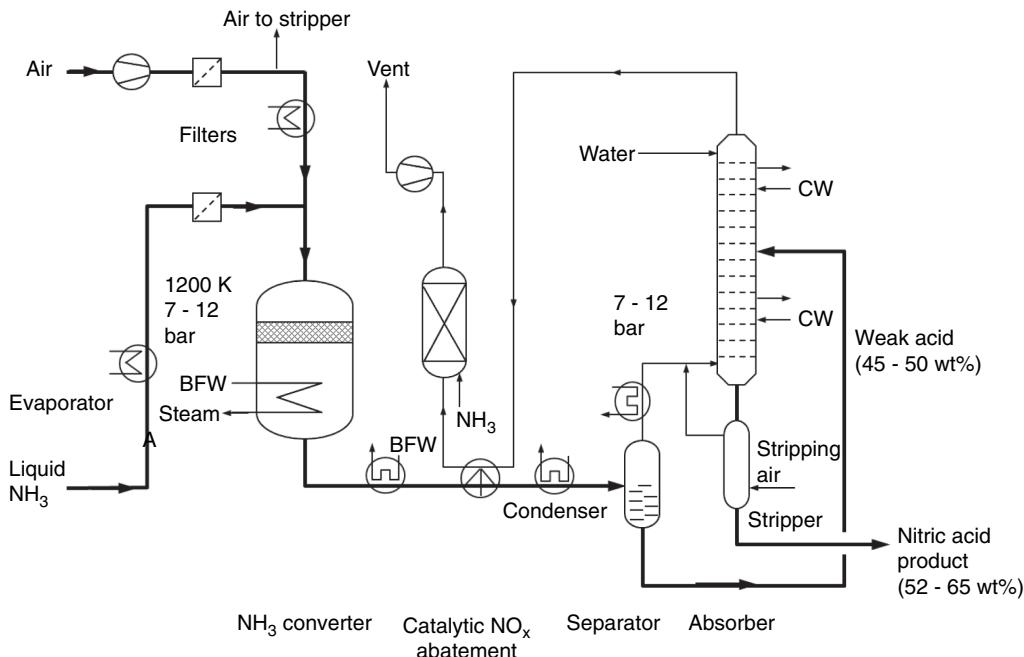 Air to stripper
Air
Vent
Filters
Water
CW
1200 K
7 - 12
bar
7 - 12
bar
CW
Weak acid
(45 - 50 wt%)
BFW
Steam
Evaporator
A
NH3
BFW
Liquid
NH3
Stripping
air
Condenser
Stripper
Nitric acid
product
(52 - 65 wt%)
NH3 converter
Catalytic NOx
abatement
Separator
Absorber